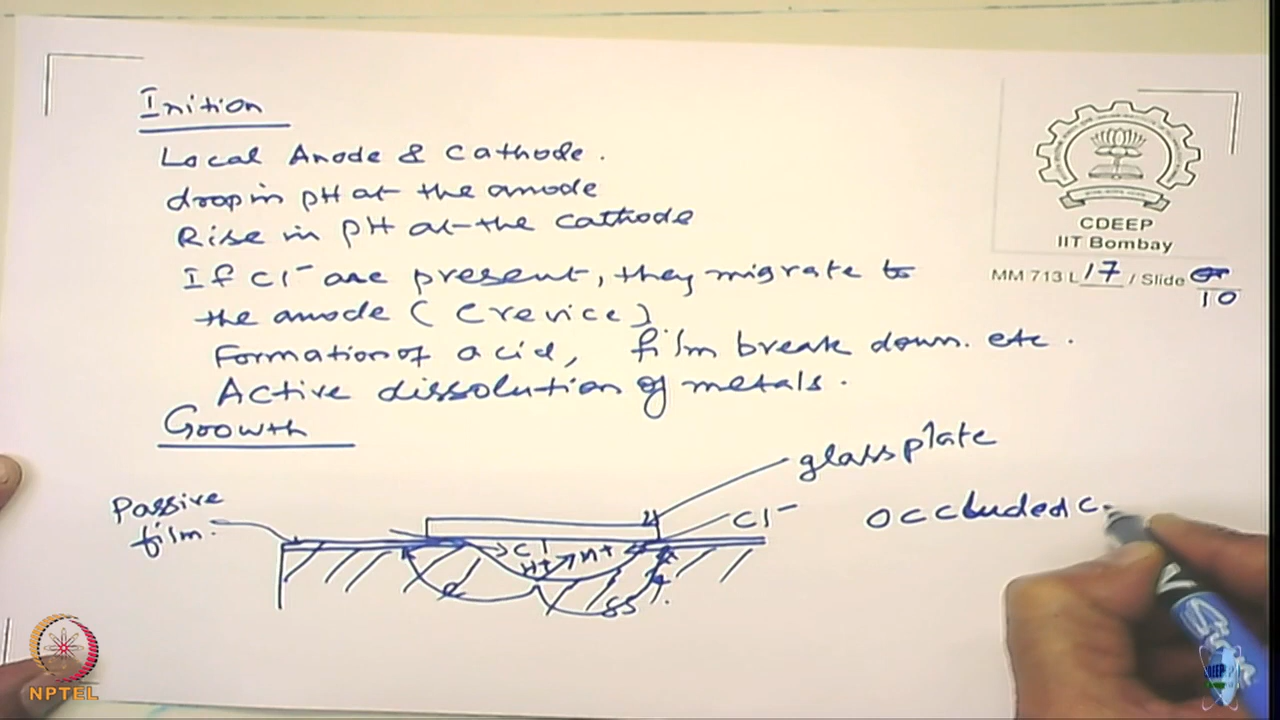 Inition
Local Anode & Cathode.
drop in pH at the anode
Rise in pH at the cathode
If Cl⁻ are present, they migrate to
the anode (Crevice)
Formation of acid, film break down. etc.
Active dissolution of metals.
Growth
glass plate
Passive
film.
Cl⁻
occluded c
Cl
H+
n+
e
SS
CDEEP
IIT Bombay
MM 713 L 17 / Slide
10
NPTEL
CDEEP